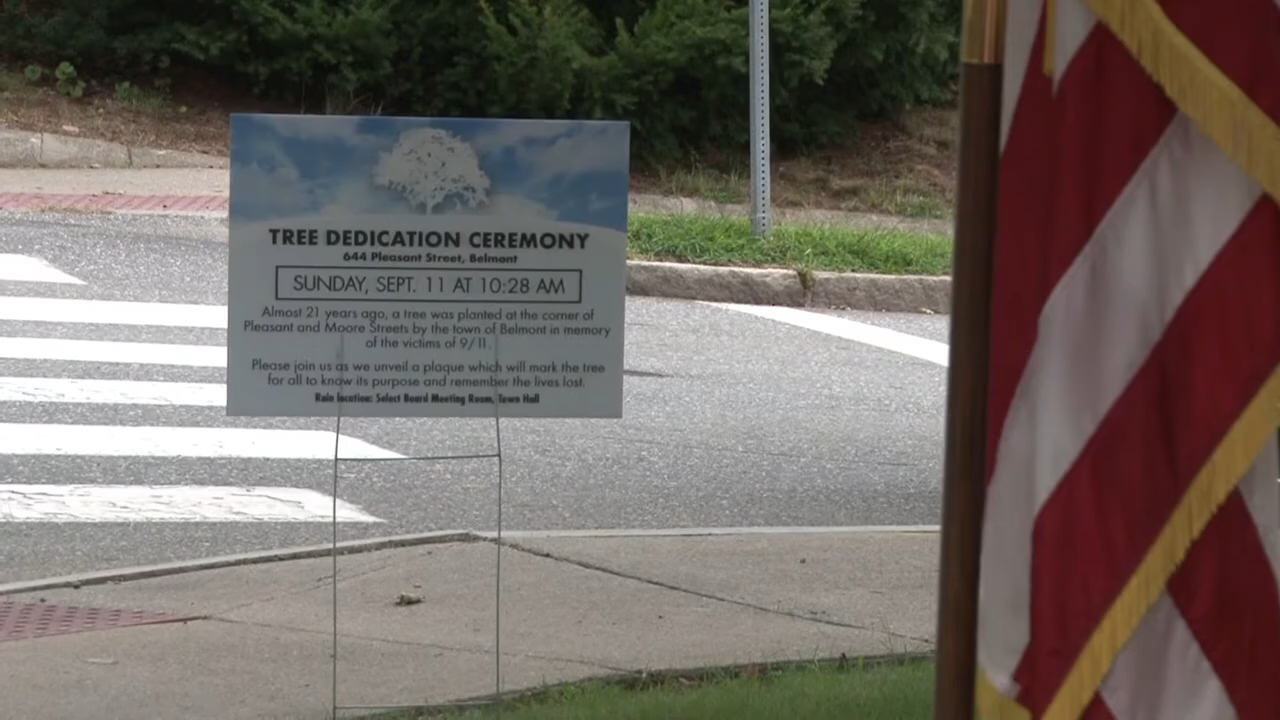 TREE DEDICATION CEREMONY
644 Pleasant Street, Belmont
SUNDAY, SEPT. 11 AT 10:28 AM
Almost 21 years ago, a tree was planted at the corner of
Pleasant and Moore Streets by the town of Belmont in memory
of the victims of 9/11.
Please join us as we unveil a plaque which will mark the tree
for all to know its purpose and remember the lives lost.
Rain location: Select Board Meeting Room, Town Hall